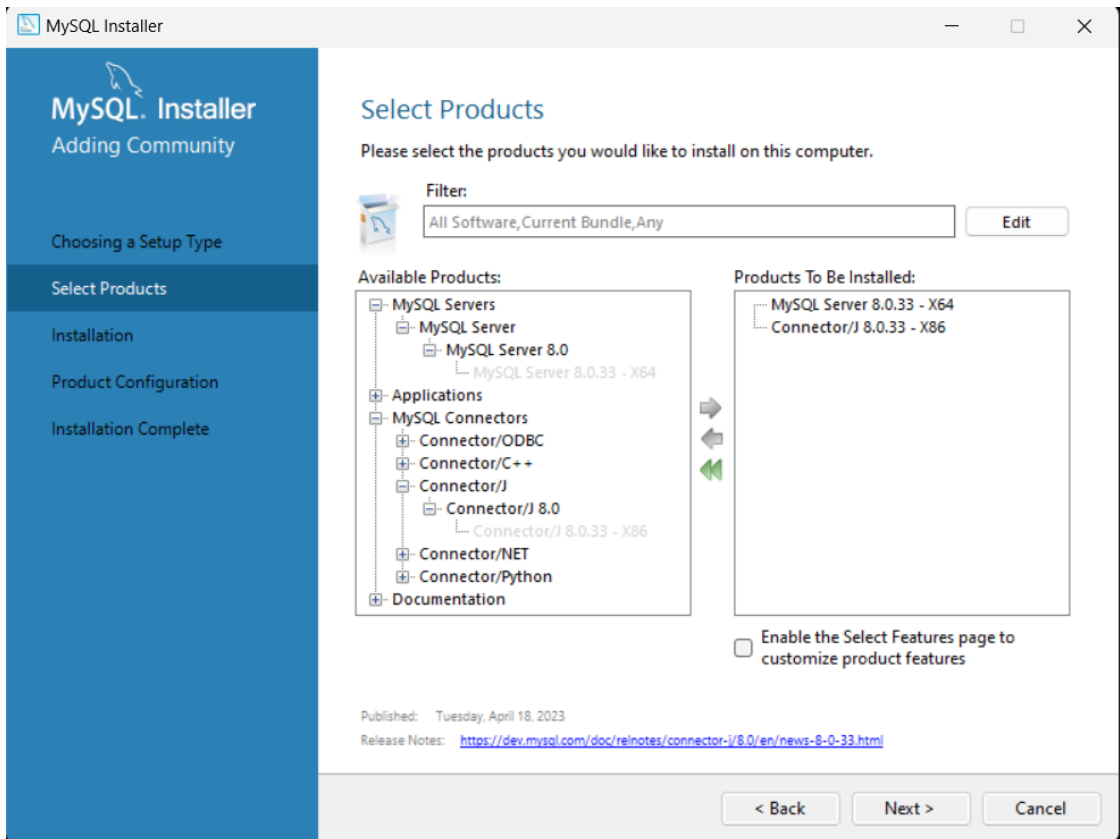 MySQL Installer
MySQL. Installer
Adding Community
Choosing a Setup Type
Select Products
Installation
Product Configuration
Installation Complete
Select Products
Please select the products you would like to install on this computer.
Filter:
All Software,Current Bundle,Any
Edit
Available Products:
MySQL Servers
MySQL Server
MySQL Server 8.0
MySQL Server 8.0.33 - X64
Applications
MySQL Connectors
Connector/ODBC
Connector/C++
Connector/J
Connector/J 8.0
Connector/J 8.0.33 - X86
Connector/NET
Connector/Python
Documentation
Products To Be Installed:
MySQL Server 8.0.33 - X64
Connector/J 8.0.33 - X86
Enable the Select Features page to
customize product features
Published: Tuesday, April 18, 2023
Release Notes: https://dev.mysql.com/doc/relnotes/connector-j/8.0/en/news-8-0-33.html
< Back
Next >
Cancel